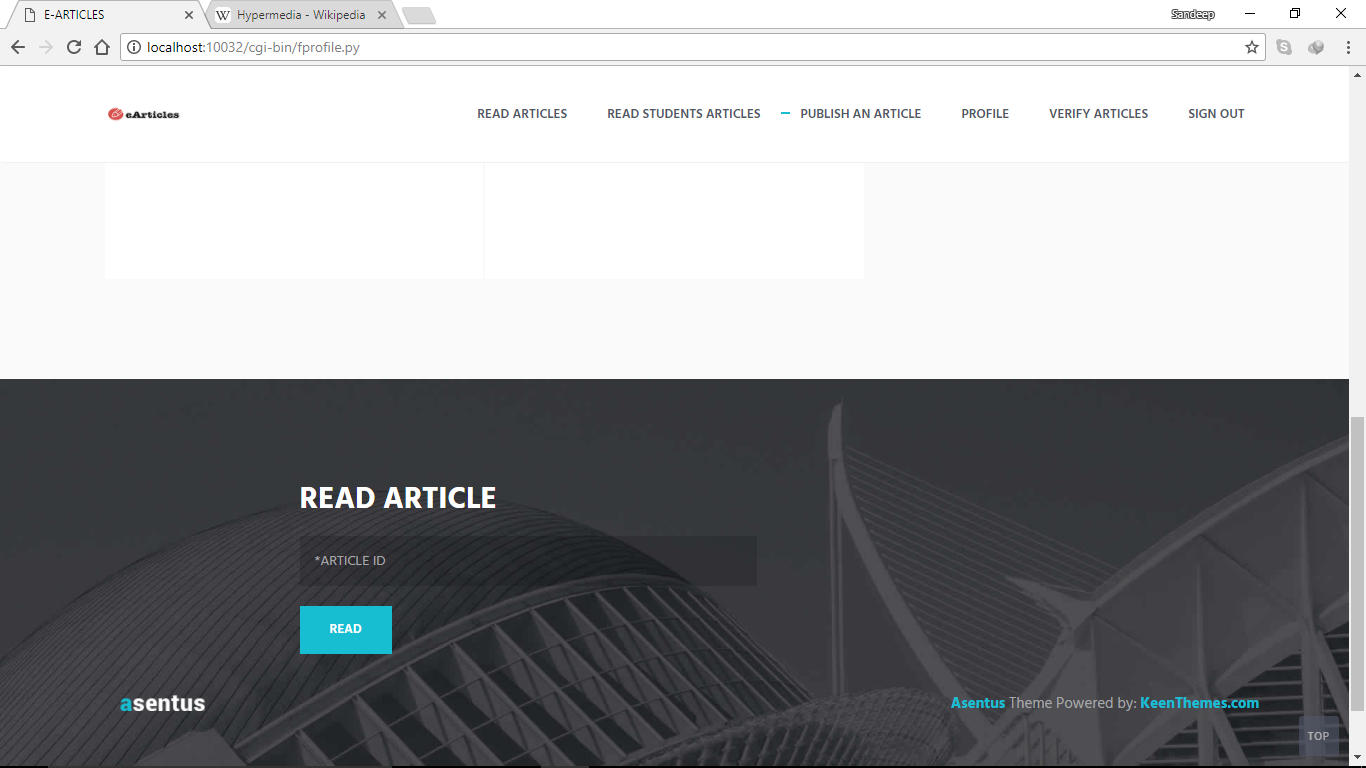 E-ARTICLES
Hypermedia - Wikipedia
Sandeep
localhost:10032/cgi-bin/fprofile.py
eArticles
READ ARTICLES
READ STUDENTS ARTICLES
PUBLISH AN ARTICLE
PROFILE
VERIFY ARTICLES
SIGN OUT
READ ARTICLE
*ARTICLE ID
READ
asentus
Asentus Theme Powered by: KeenThemes.com
TOP